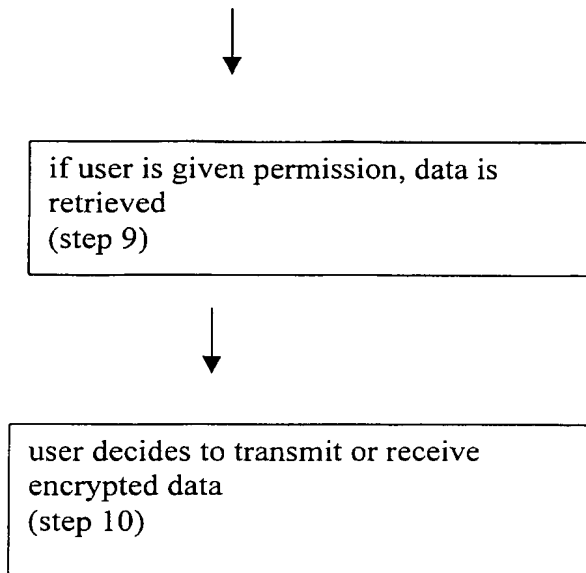 if user is given permission, data is
retrieved
(step 9)
user decides to transmit or receive
encrypted data
(step 10)